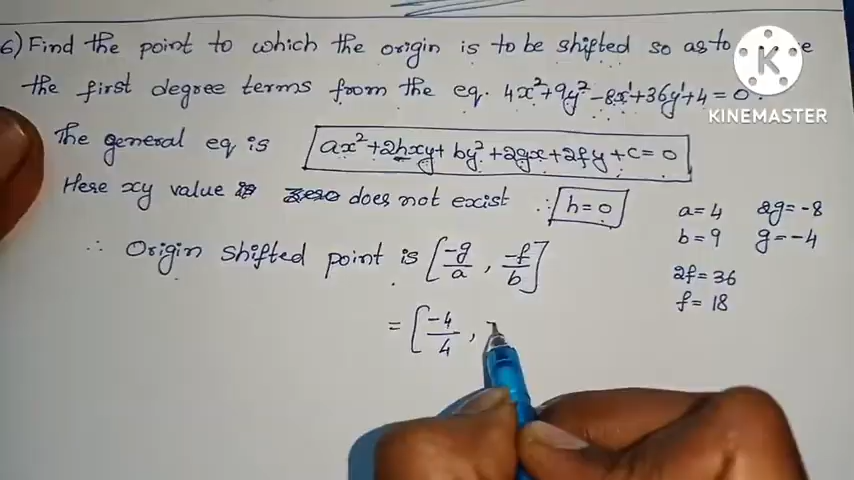 6) Find the point to which the origin is to be shifted so as to
the first degree terms from the eq. 4x²+9y²-8x¹+36y¹+4=0.
The general eq is ax²+2hxy+by²+2gx+2fy+c=0
Here xy value is does not exist ∴ h=0
a=4 2g=-8
b=9 g=-4
2f=36
f=18
∴ Origin shifted point is [-g/a, -f/b]
= [-4/4, -
K
KINEMASTER